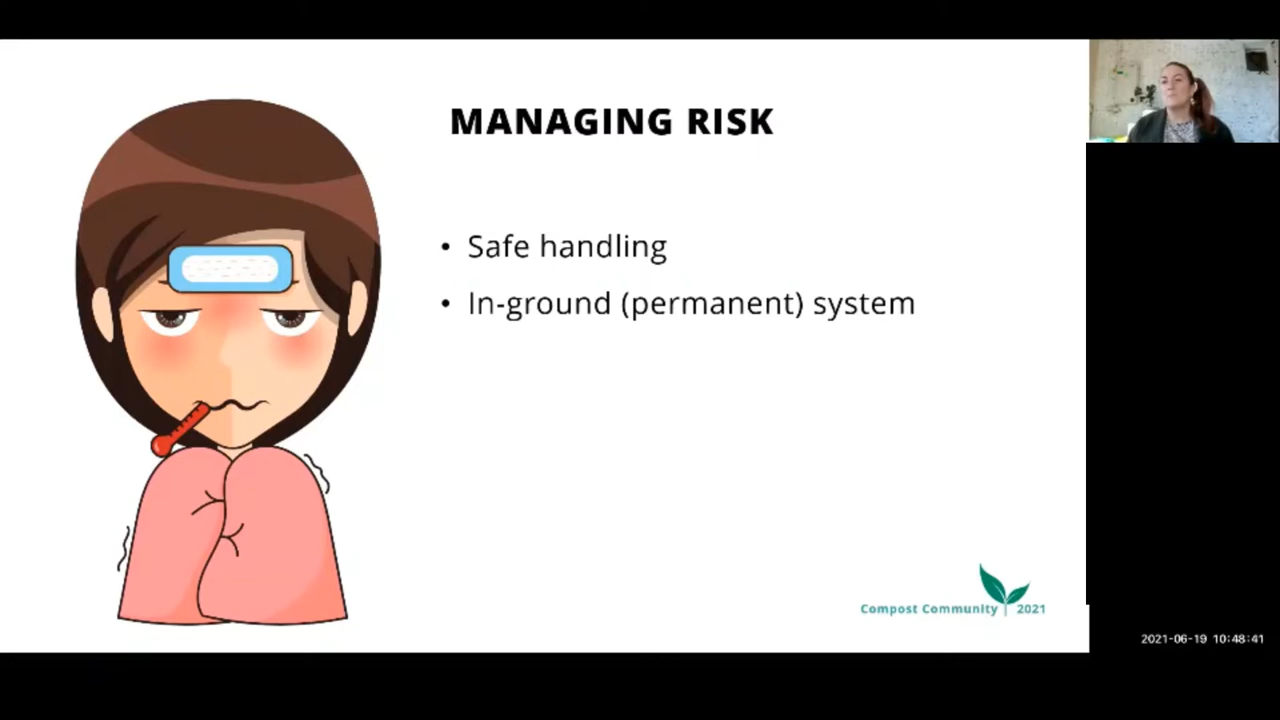 MANAGING RISK
• Safe handling
• In-ground (permanent) system
Compost Community 2021
2021-06-19 10:48:41